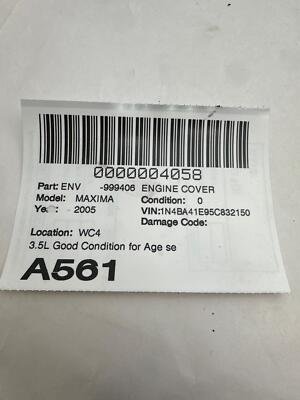 0000004058
Part: ENV -999406 ENGINE COVER
Model: MAXIMA Condition: 0
Year: 2005 VIN:1N4BA41E95C832150
Damage Code:
Location: WC4
3.5L Good Condition for Age se
A561